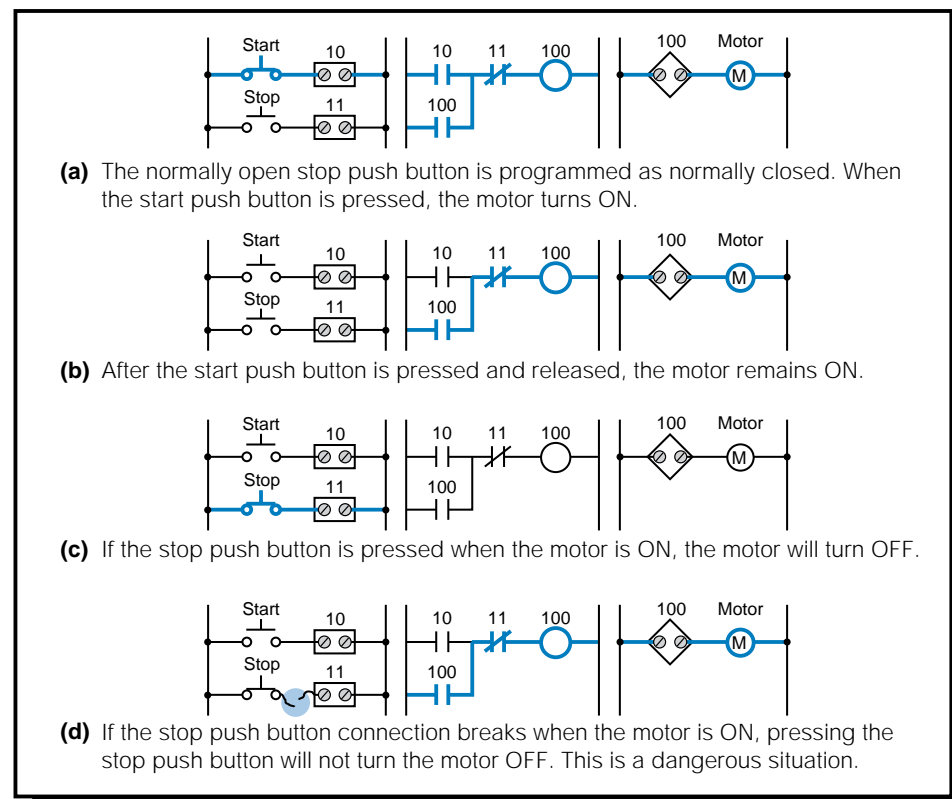 Start 10 10 11 100 100 Motor
M
Stop 11 100
(a) The normally open stop push button is programmed as normally closed. When
the start push button is pressed, the motor turns ON.
Start 10 10 11 100 100 Motor
M
Stop 11 100
(b) After the start push button is pressed and released, the motor remains ON.
Start 10 10 11 100 100 Motor
M
Stop 11 100
(c) If the stop push button is pressed when the motor is ON, the motor will turn OFF.
Start 10 10 11 100 100 Motor
M
Stop 11 100
(d) If the stop push button connection breaks when the motor is ON, pressing the
stop push button will not turn the motor OFF. This is a dangerous situation.